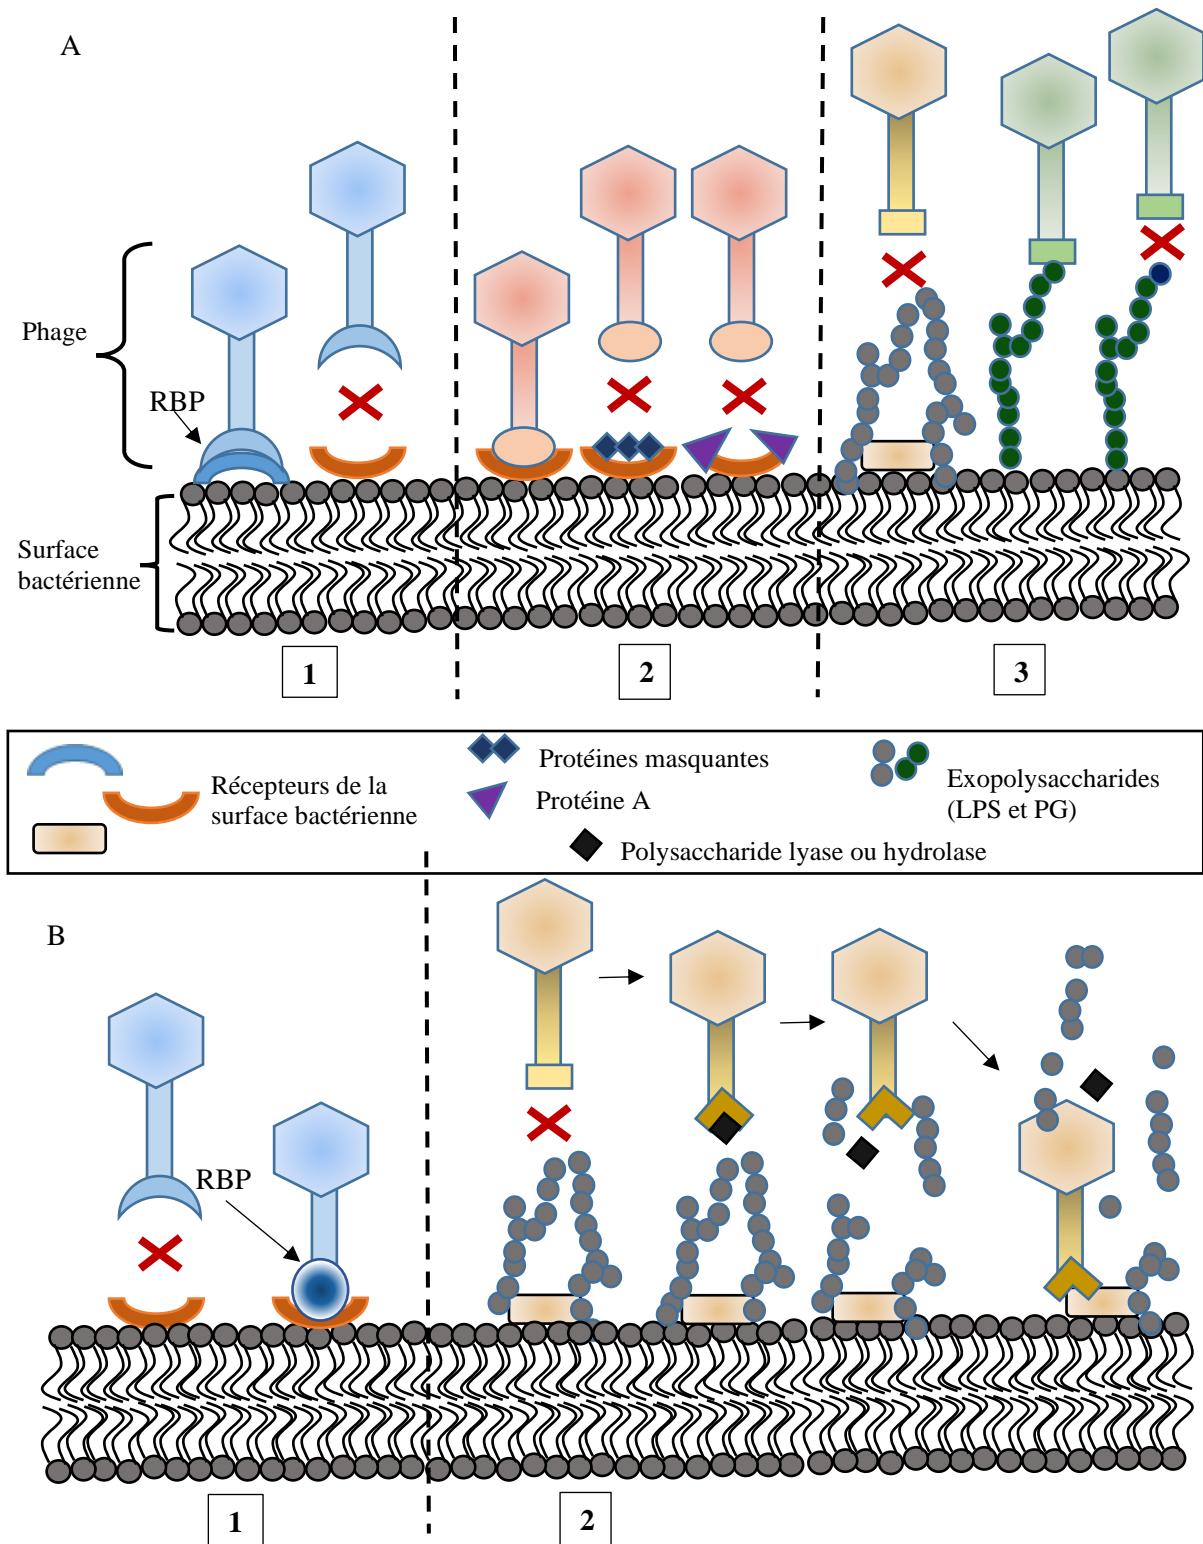 A
Phage
RBP
Surface
bactérienne
1
2
3
Récepteurs de la
surface bactérienne
Protéines masquantes
Protéine A
Polysaccharide lyase ou hydrolase
Exopolysaccharides
(LPS et PG)
B
RBP
1
2